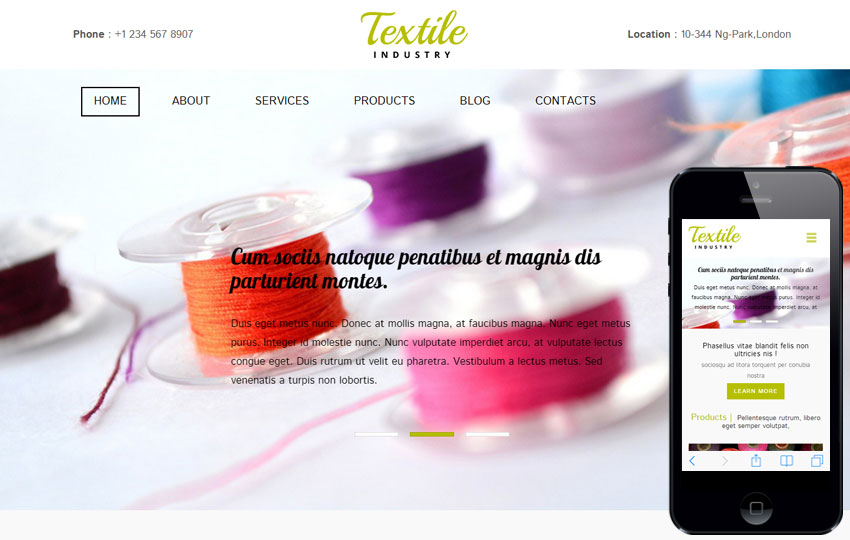 Phone : +1 234 567 8907
Textile
INDUSTRY
Location : 10-344 Ng-Park,London
HOME ABOUT SERVICES PRODUCTS BLOG CONTACTS
Cum sociis natoque penatibus et magnis dis
parturient montes.
Duis eget metus nunc. Donec at mollis magna, at faucibus magna. Nunc eget metus
purus. Integer id molestie nunc. Nunc vulputate imperdiet arcu, at vulputate lectus
congue eget. Duis rutrum ut velit eu pharetra. Vestibulum a lectus metus. Sed
venenatis a turpis non lobortis.
Textile
INDUSTRY
Cum sociis natoque penatibus et magnis dis
parturient montes.
Duis eget metus nunc. Donec at mollis magna, at
faucibus magna. Nunc eget metus purus. Integer id
molestie nunc. Nunc vulputate imperdiet arcu, at
Phasellus vitae blandit felis non
ultricies nis !
sociosqu ad litora torquent per conubia
nostra
LEARN MORE
Products | Pellentesque rutrum, libero
eget semper volutpat,